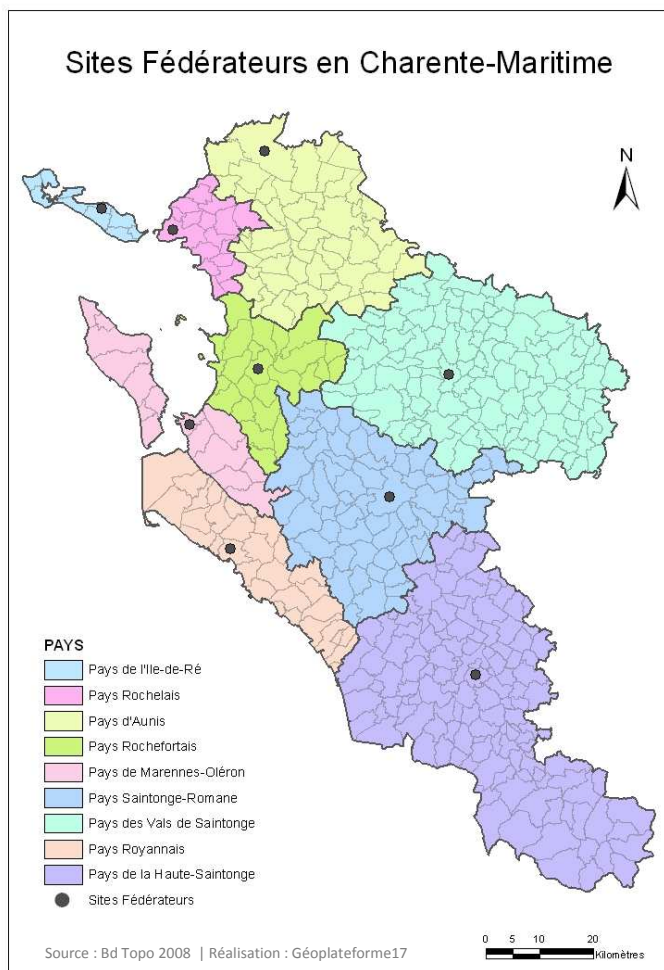 Sites Fédérateurs en Charente-Maritime
N
PAYS
Pays de l'Ile-de-Ré
Pays Rochelais
Pays d'Aunis
Pays Rochefortais
Pays de Marennes-Oléron
Pays Saintonge-Romane
Pays des Vals de Saintonge
Pays Royannais
Pays de la Haute-Saintonge
Sites Fédérateurs
Source : Bd Topo 2008 | Réalisation : Géoplateforme17
0 5 10 20
Kilomètres